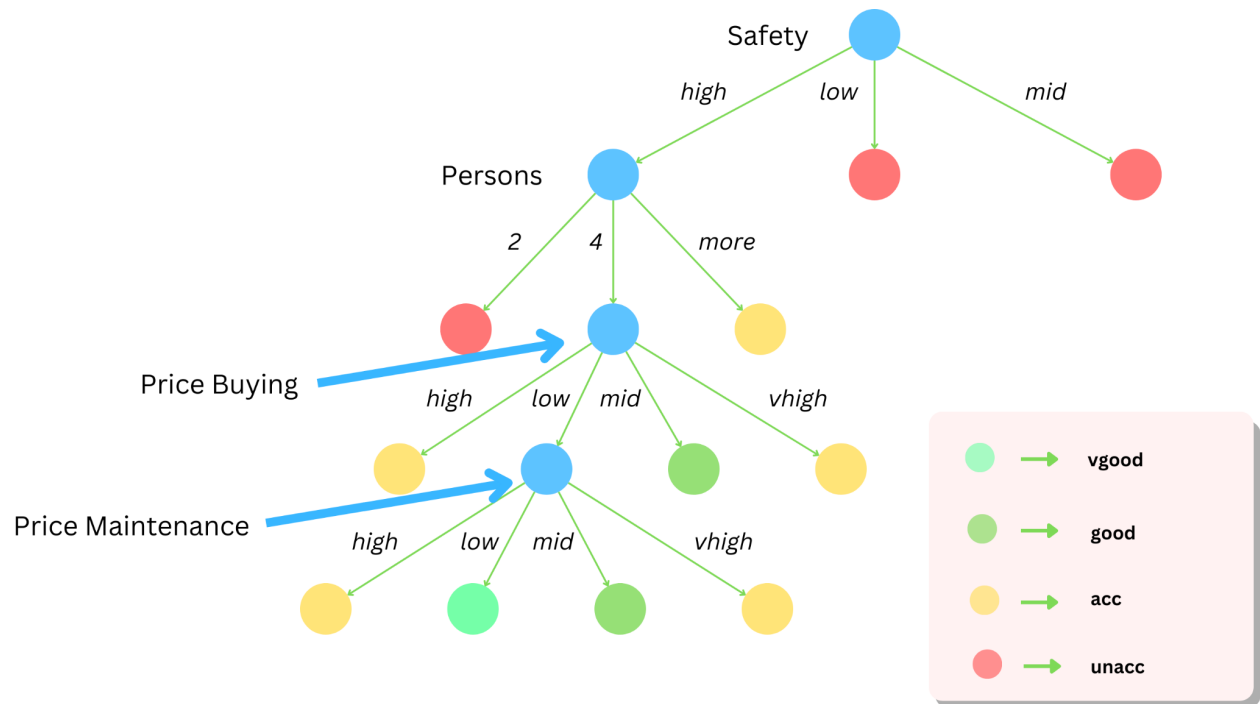 Safety
high
low
mid
Persons
2
4
more
Price Buying
high
low
mid
vhigh
Price Maintenance
high
low
mid
vhigh
vgood
good
acc
unacc